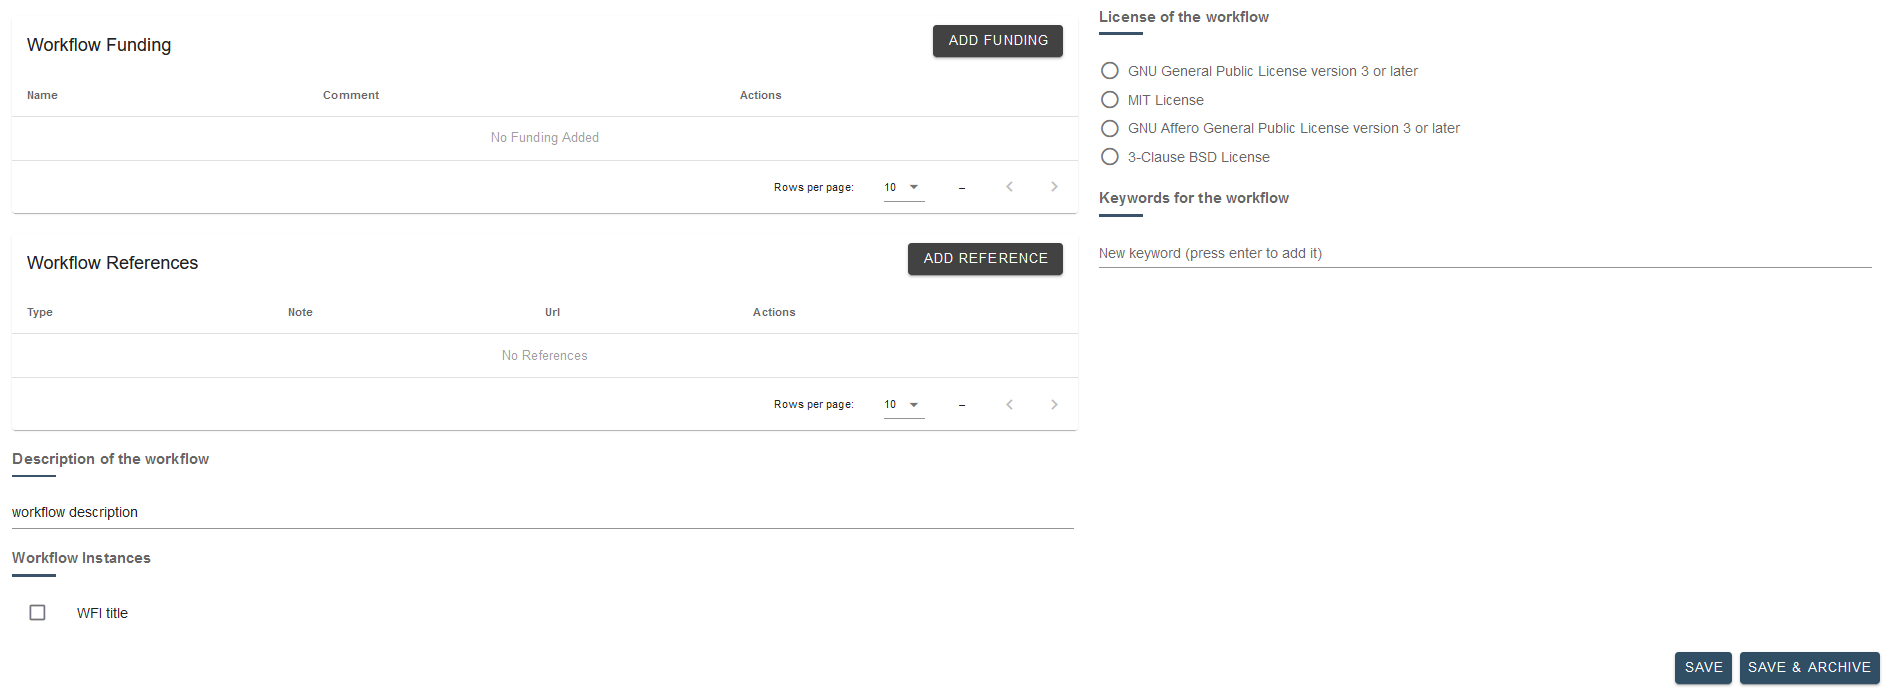 Workflow Funding
ADD FUNDING
Name Comment Actions
No Funding Added
Rows per page: 10 –
Workflow References
ADD REFERENCE
Type Note Url Actions
No References
Rows per page: 10 –
Description of the workflow
workflow description
Workflow Instances
WFI title
License of the workflow
GNU General Public License version 3 or later
MIT License
GNU Affero General Public License version 3 or later
3-Clause BSD License
Keywords for the workflow
New keyword (press enter to add it)
SAVE SAVE & ARCHIVE